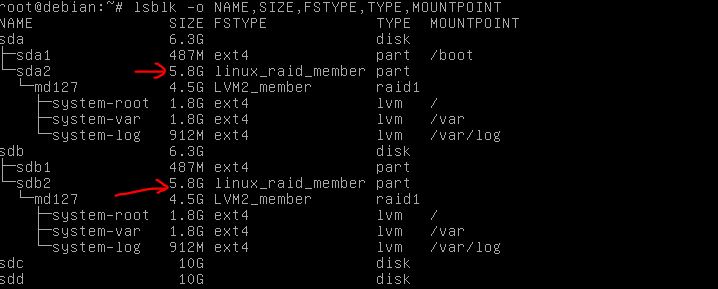 root@debian:~# lsblk -o NAME,SIZE,FSTYPE,TYPE,MOUNTPOINT
NAME SIZE FSTYPE TYPE MOUNTPOINT
sda 6.3G disk
├─sda1 487M ext4 part /boot
└─sda2 5.8G linux_raid_member part
└─md127 4.5G LVM2_member raid1
├─system-root 1.8G ext4 lvm /
├─system-var 1.8G ext4 lvm /var
└─system-log 912M ext4 lvm /var/log
sdb 6.3G disk
├─sdb1 487M ext4 part
└─sdb2 5.8G linux_raid_member part
└─md127 4.5G LVM2_member raid1
├─system-root 1.8G ext4 lvm /
├─system-var 1.8G ext4 lvm /var
└─system-log 912M ext4 lvm /var/log
sdc 10G disk
sdd 10G disk